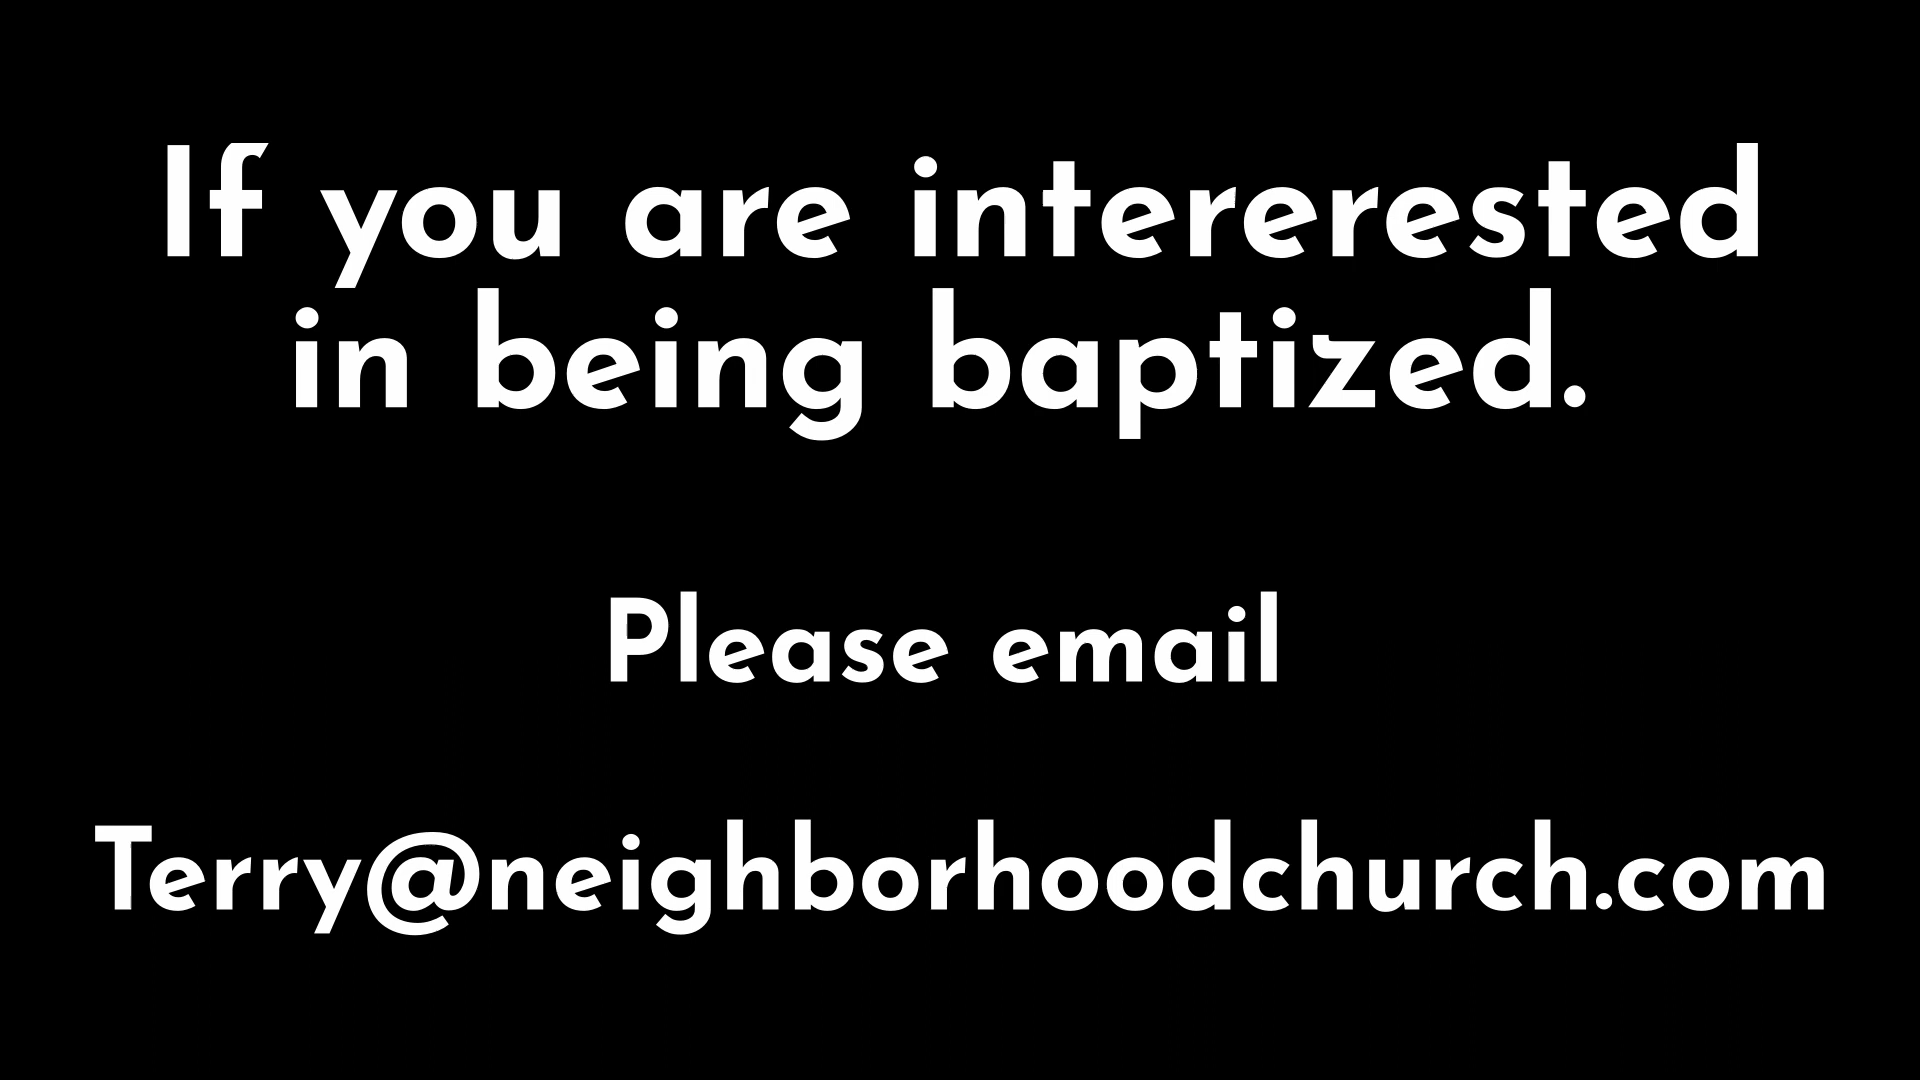 If you are intererested
in being baptized.
Please email
Terry@neighborhoodchurch.com